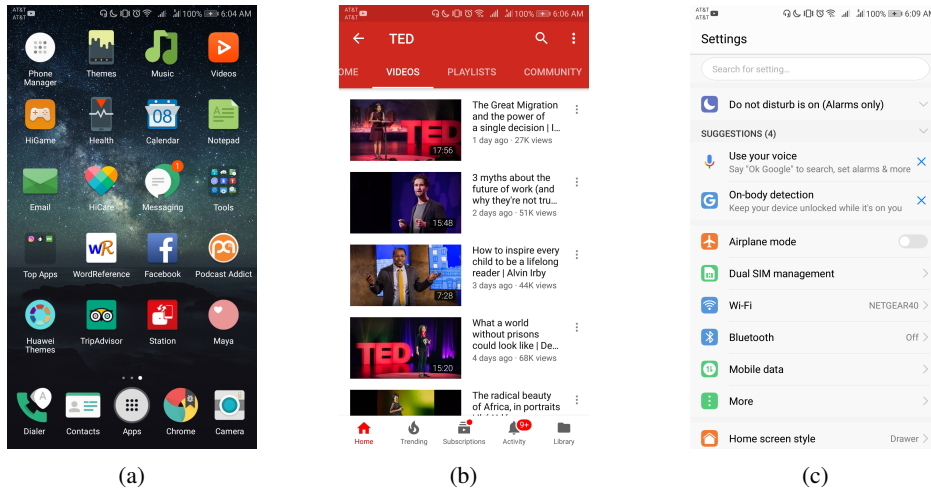 AT&T
AT&T
100% 6:04 AM
Phone
Manager
Themes
Music
Videos
08
HiGame
Health
Calendar
Notepad
1
Email
HiCare
Messaging
Tools
WR
Top Apps
WordReference
Facebook
Podcast Addict
Huawei
Themes
TripAdvisor
Station
Maya
A
Dialer
Contacts
Apps
Chrome
Camera
(a)
AT&T
AT&T
100% 6:06 AM
TED
OME VIDEOS PLAYLISTS COMMUNITY
TED
17:56
The Great Migration
and the power of
a single decision | I...
1 day ago · 27K views
15:48
3 myths about the
future of work (and
why they're not tru...
2 days ago · 51K views
7:28
How to inspire every
child to be a lifelong
reader | Alvin Irby
3 days ago · 44K views
TED
15:20
What a world
without prisons
could look like | De...
4 days ago · 68K views
The radical beauty
of Africa, in portraits
9+
Home
Trending
Subscriptions
Activity
Library
(b)
AT&T
AT&T
100% 6:09 AM
Settings
Search for setting...
Do not disturb is on (Alarms only)
SUGGESTIONS (4)
Use your voice
Say "Ok Google" to search, set alarms & more
On-body detection
Keep your device unlocked while it's on you
Airplane mode
Dual SIM management
Wi-Fi NETGEAR40
Bluetooth Off
Mobile data
More
Home screen style Drawer
(c)